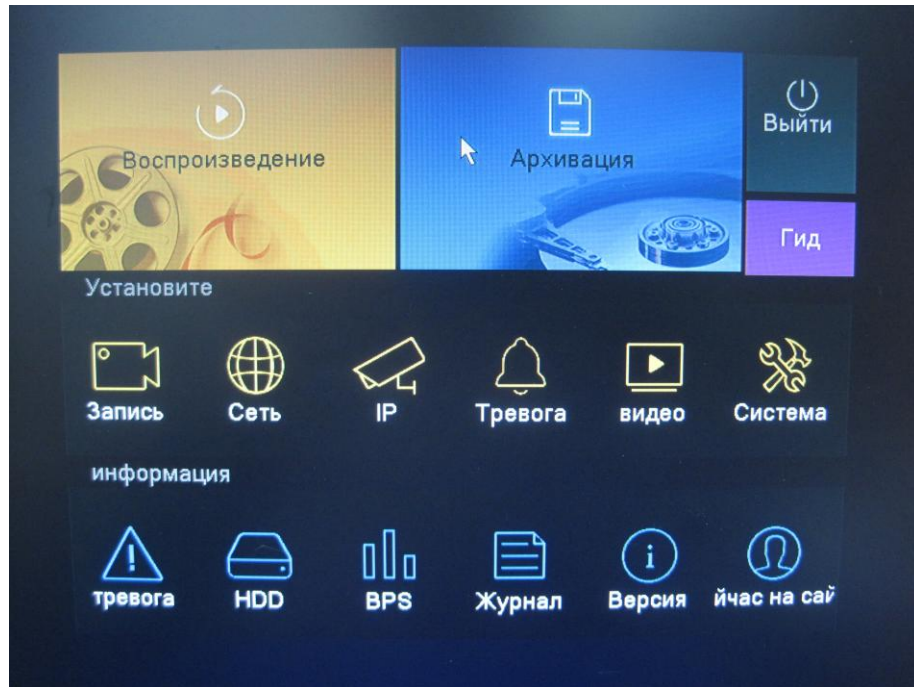 Воспроизведение
Архивация
Выйти
Гид
Установите
Запись
Сеть
IP
Тревога
видео
Система
информация
тревога
HDD
BPS
Журнал
Версия
йчас на сай